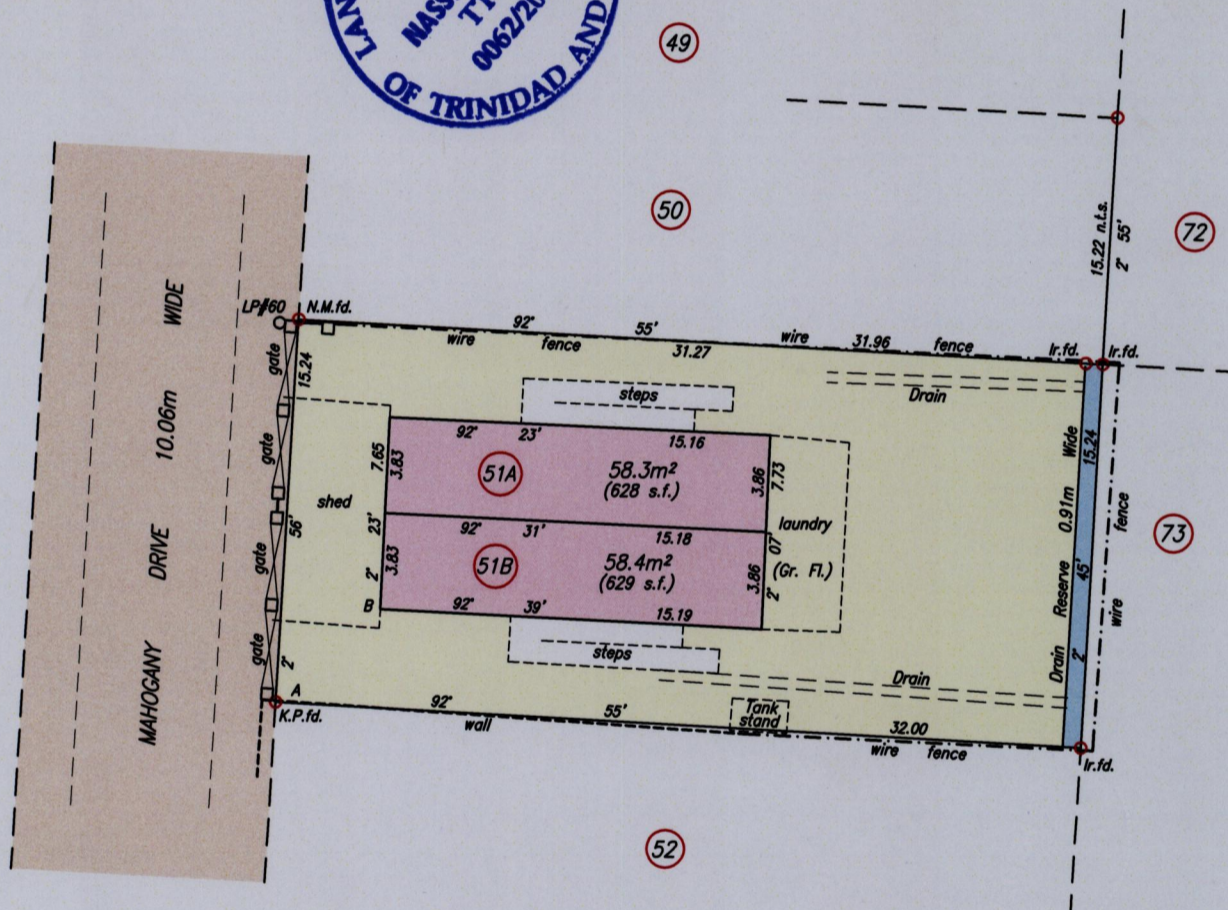 LAN
NASS
0062/20
OF TRINIDAD AND
49
50
72
15.22 n.t.s.
2° 55'
MAHOGANY DRIVE 10.06m WIDE
LP#60
N.M.fd.
92° 55'
wire fence
31.27
wire
31.96
fence
Ir.fd.
Ir.fd.
gate
15.24
steps
Drain
92° 23' 15.16
7.65
3.83
51A
58.3m²
(628 s.f.)
3.86
7.73
gate
shed
laundry
(Gr. Fl.)
92° 31' 15.18
56'
23'
2°
3.83
51B
58.4m²
(629 s.f.)
3.86
07'
2°
gate
B
92° 39' 15.19
steps
Drain
gate
2°
A
K.P.fd.
92° 55'
wall
Tank
stand
32.00
wire fence
Ir.fd.
Drain Reserve 0.91m Wide
2° 45' 15.24
wire fence
73
52